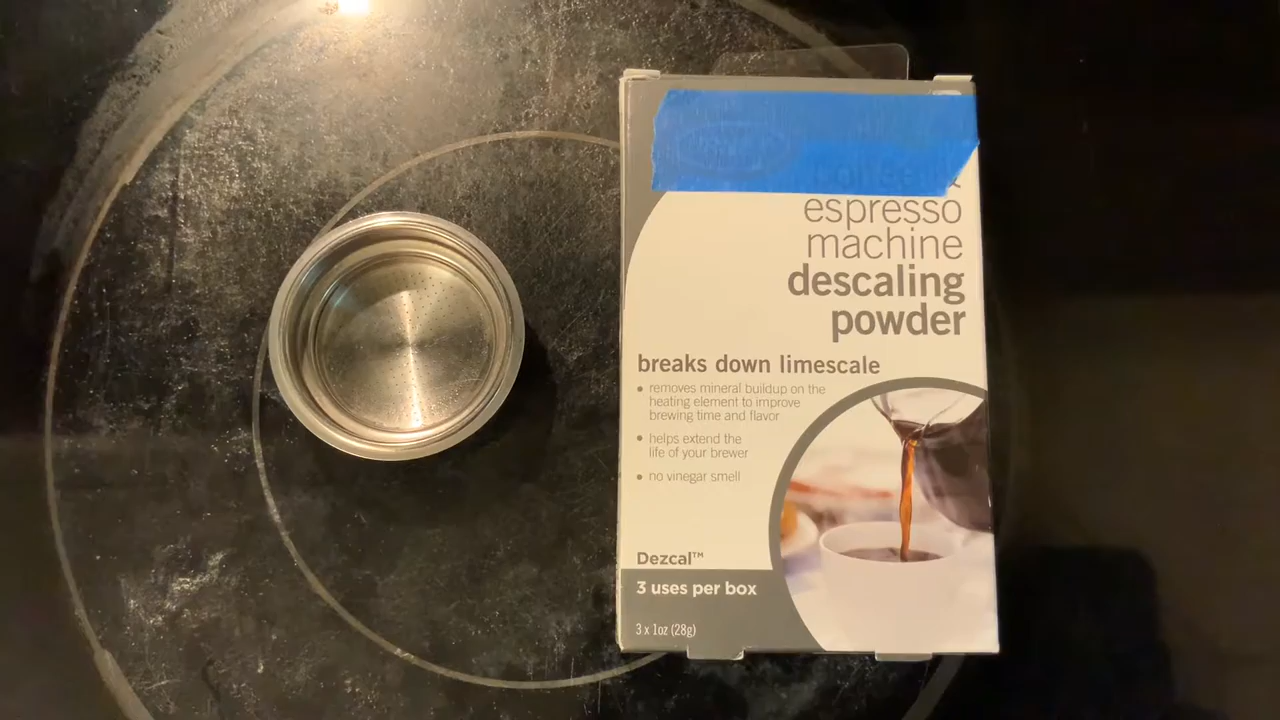 espresso
machine
descaling
powder
breaks down limescale
• removes mineral buildup on the
heating element to improve
brewing time and flavor
• helps extend the
life of your brewer
• no vinegar smell
Dezcal™
3 uses per box
3 x 1oz (28g)